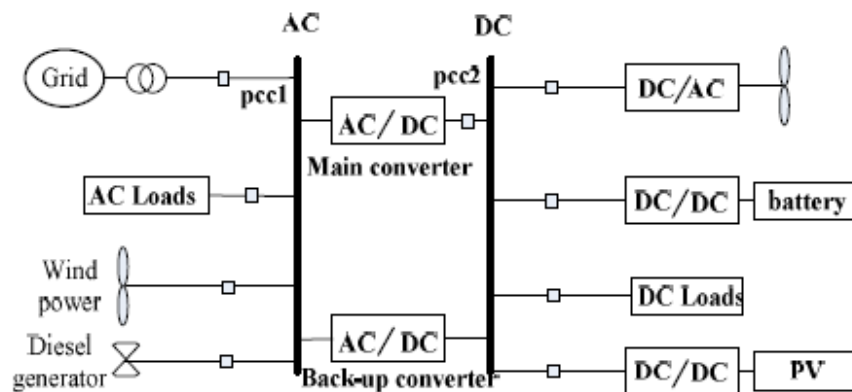 AC
DC
Grid
pcc1
pcc2
AC/DC
Main converter
DC/AC
AC Loads
DC/DC
battery
Wind
power
DC Loads
Diesel
generator
AC/DC
Back-up converter
DC/DC
PV